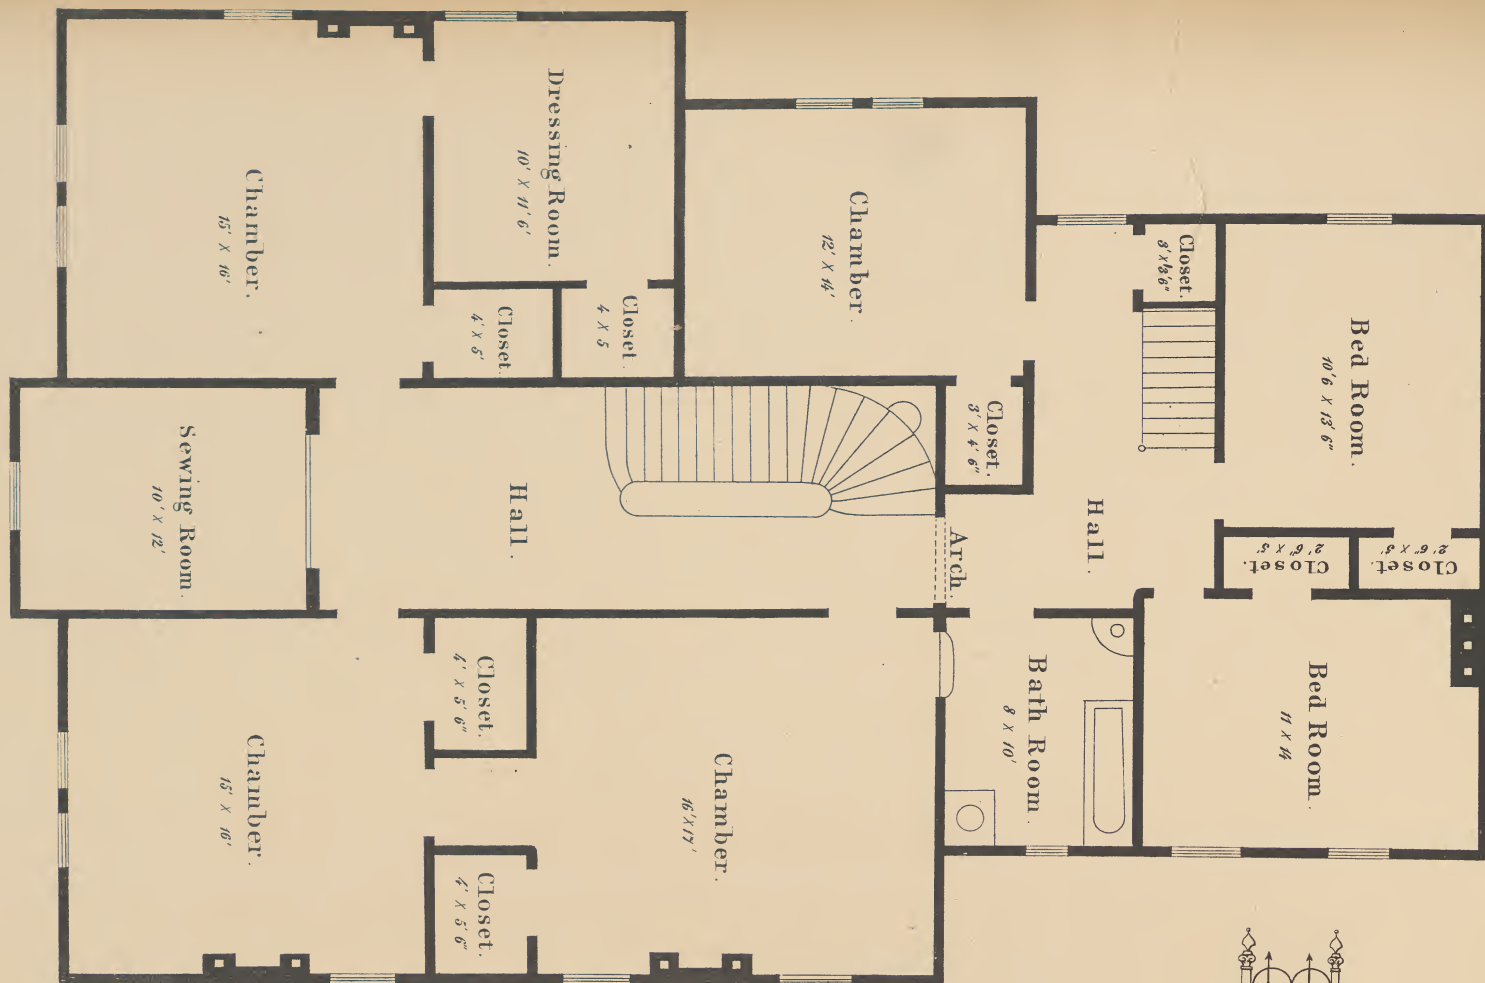 Chamber.
15' X 16'
Dressing Room.
10' X 11' 6'
Closet.
4' X 5'
Closet
4 X 5
Chamber
12' X 14'
Closet.
3' X 3' 6"
Bed Room.
10' 6 X 13' 6"
Closet.
3' X 4' 6"
Sewing Room.
10' X 12'
Hall.
Arch.
Hall.
Closet.
2' 6" X 5'
Closet.
2' 6" X 5'
Chamber.
15' X 16'
Closet.
4' X 5' 6"
Closet.
4' X 5' 6"
Chamber.
16' X 17'
Bath Room.
8 X 10'
Bed Room.
11 X 14